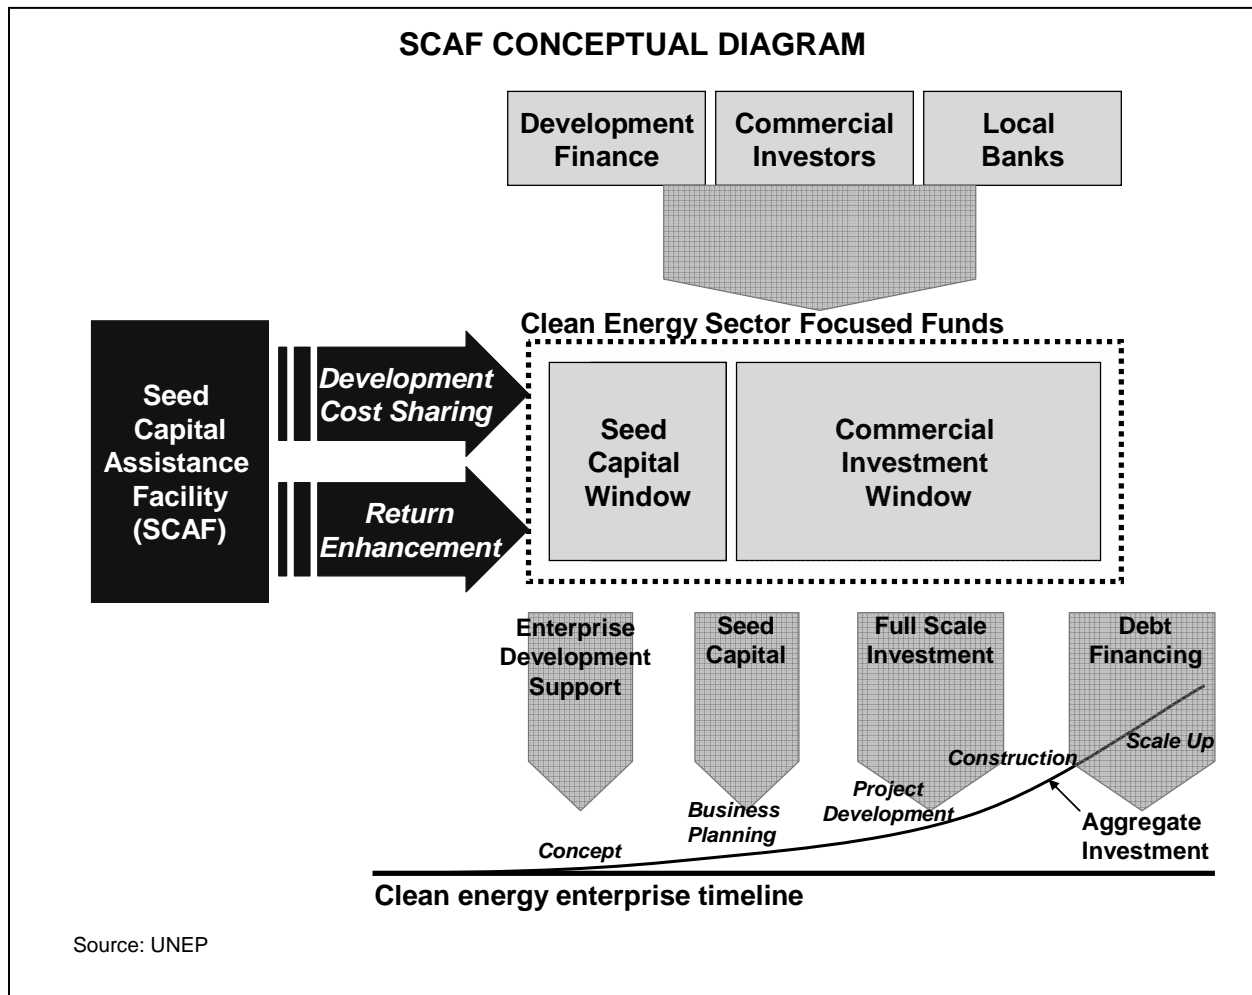 SCAF CONCEPTUAL DIAGRAM
Development
Finance
Commercial
Investors
Local
Banks
Clean Energy Sector Focused Funds
Seed
Capital
Assistance
Facility
(SCAF)
Development
Cost Sharing
Return
Enhancement
Seed
Capital
Window
Commercial
Investment
Window
Enterprise
Development
Support
Seed
Capital
Full Scale
Investment
Debt
Financing
Concept
Business
Planning
Project
Development
Construction
Scale Up
Aggregate
Investment
Clean energy enterprise timeline
Source: UNEP